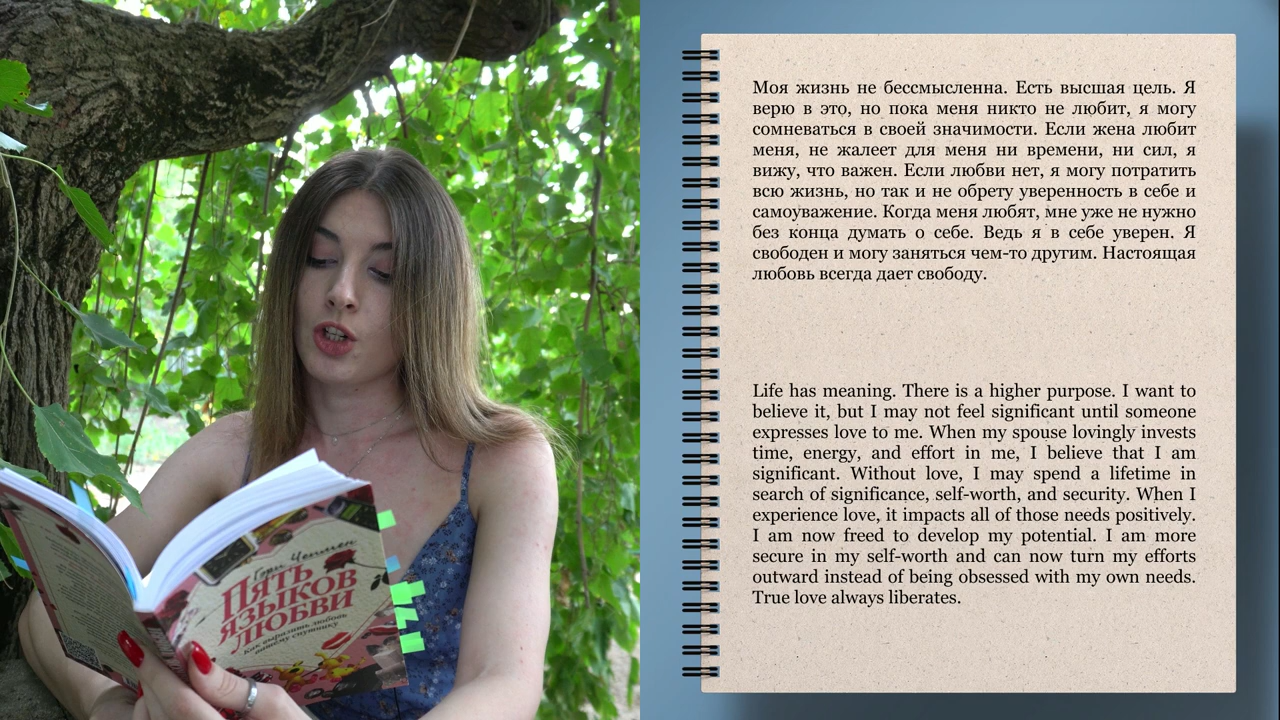 Гэри Чепмен
ПЯТЬ
ЯЗЫКОВ
ЛЮБВИ
Как выразить любовь
вашему спутнику
Моя жизнь не бессмысленна. Есть высшая цель. Я
верю в это, но пока меня никто не любит, я могу
сомневаться в своей значимости. Если жена любит
меня, не жалеет для меня ни времени, ни сил, я
вижу, что важен. Если любви нет, я могу потратить
всю жизнь, но так и не обрету уверенность в себе и
самоуважение. Когда меня любят, мне уже не нужно
без конца думать о себе. Ведь я в себе уверен. Я
свободен и могу заняться чем-то другим. Настоящая
любовь всегда дает свободу.
Life has meaning. There is a higher purpose. I want to
believe it, but I may not feel significant until someone
expresses love to me. When my spouse lovingly invests
time, energy, and effort in me, I believe that I am
significant. Without love, I may spend a lifetime in
search of significance, self-worth, and security. When I
experience love, it impacts all of those needs positively.
I am now freed to develop my potential. I am more
secure in my self-worth and can now turn my efforts
outward instead of being obsessed with my own needs.
True love always liberates.